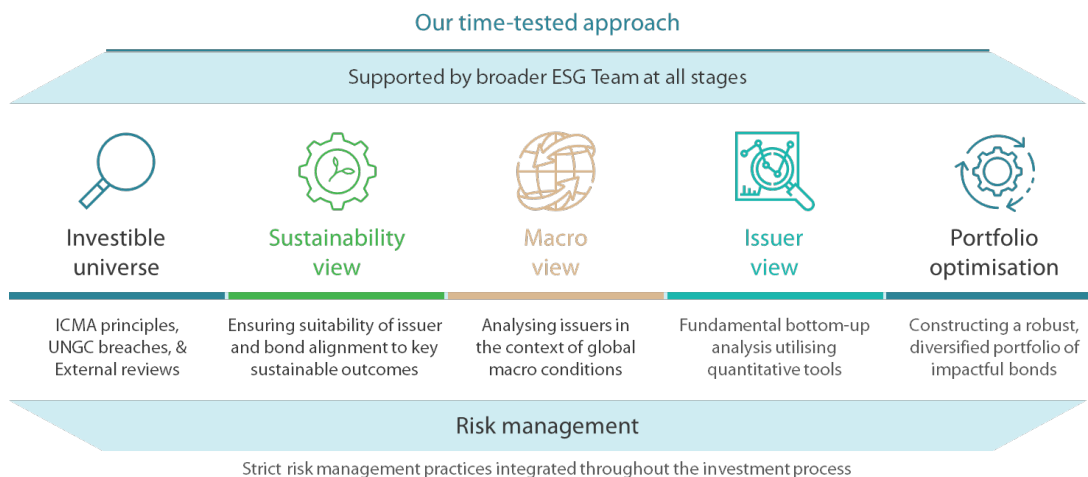 Our time-tested approach
Supported by broader ESG Team at all stages
Investible
universe
Sustainability
view
Macro
view
Issuer
view
Portfolio
optimisation
ICMA principles,
UNGC breaches, &
External reviews
Ensuring suitability of issuer
and bond alignment to key
sustainable outcomes
Analysing issuers in
the context of global
macro conditions
Fundamental bottom-up
analysis utilising
quantitative tools
Constructing a robust,
diversified portfolio of
impactful bonds
Risk management
Strict risk management practices integrated throughout the investment process